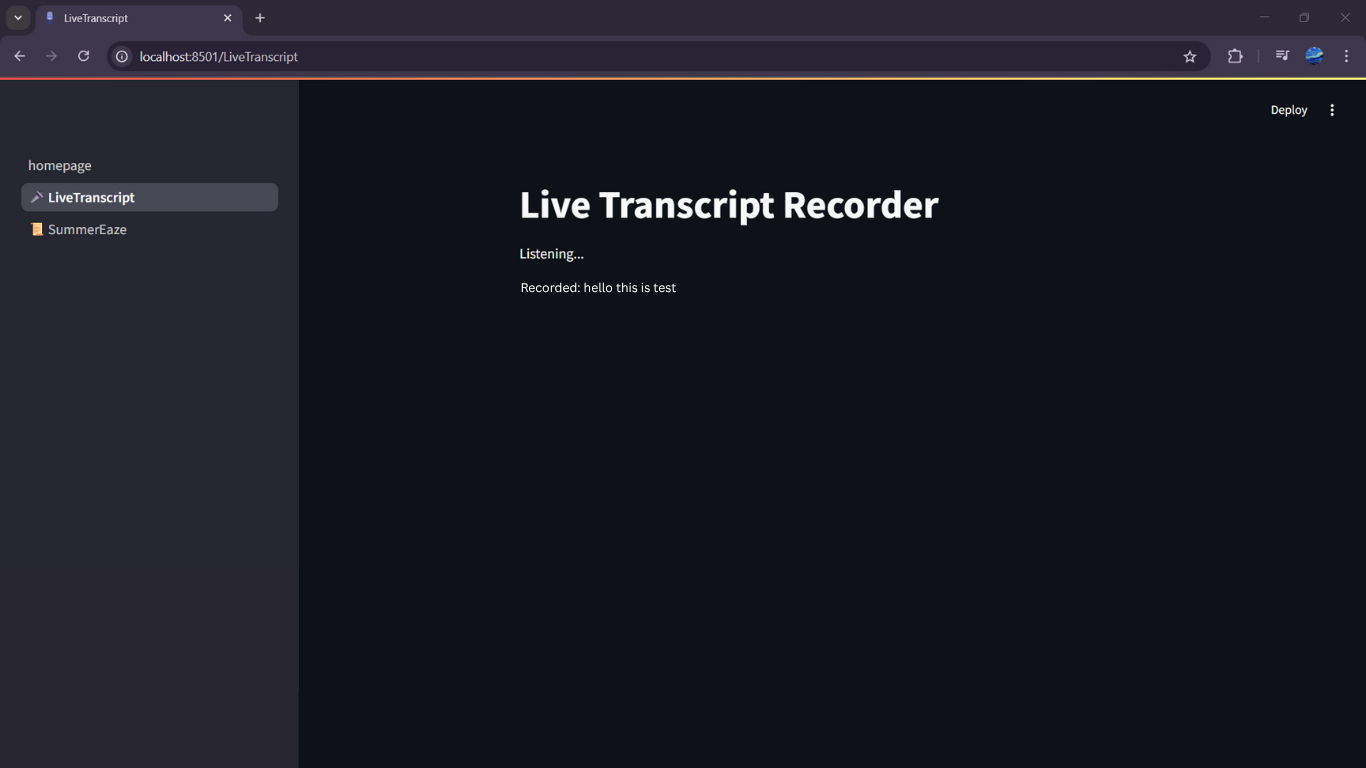 LiveTranscript
localhost:8501/LiveTranscript
Deploy
homepage
LiveTranscript
SummerEaze
Live Transcript Recorder
Listening...
Recorded: hello this is test